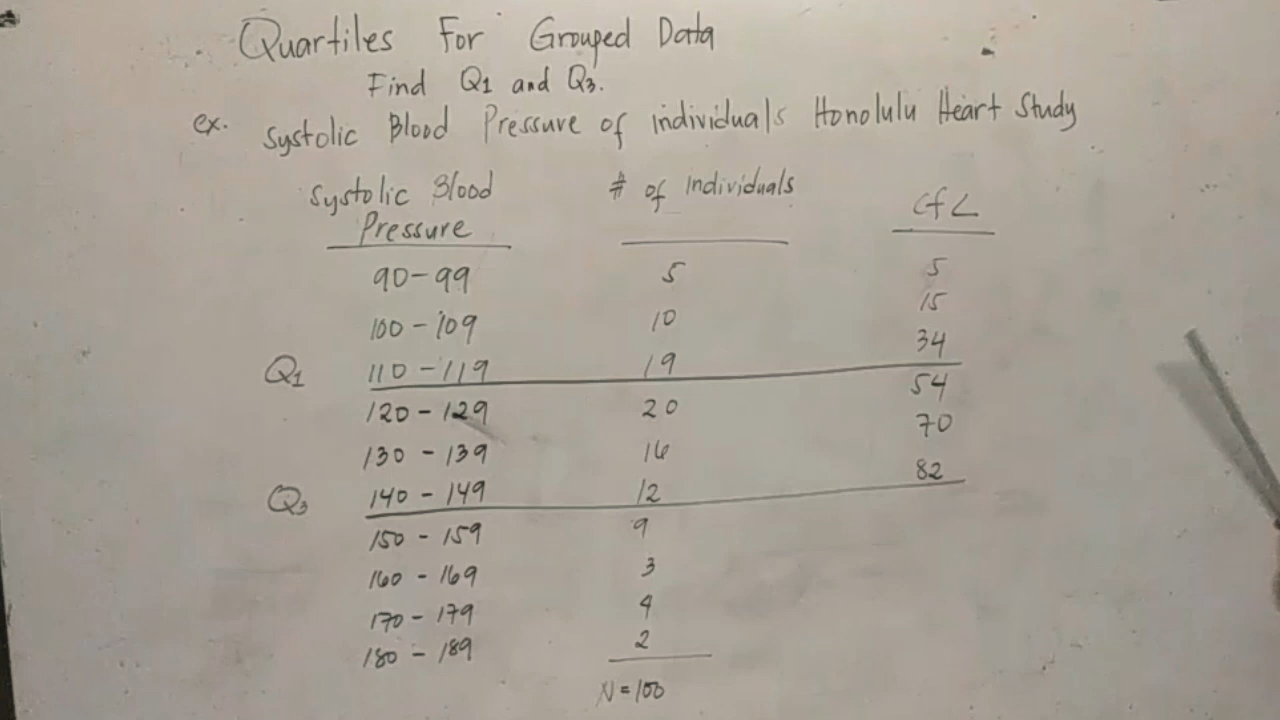 Quartiles For Grouped Data
Find Q1 and Q3.
ex. Systolic Blood Pressure of individuals Honolulu Heart Study
Systolic Blood Pressure # of Individuals cf<
90-99 5 5
100-109 10 15
Q1 110-119 19 34
120-129 20 54
130-139 16 70
Q3 140-149 12 82
150-159 9
160-169 3
170-179 4
180-189 2
N=100